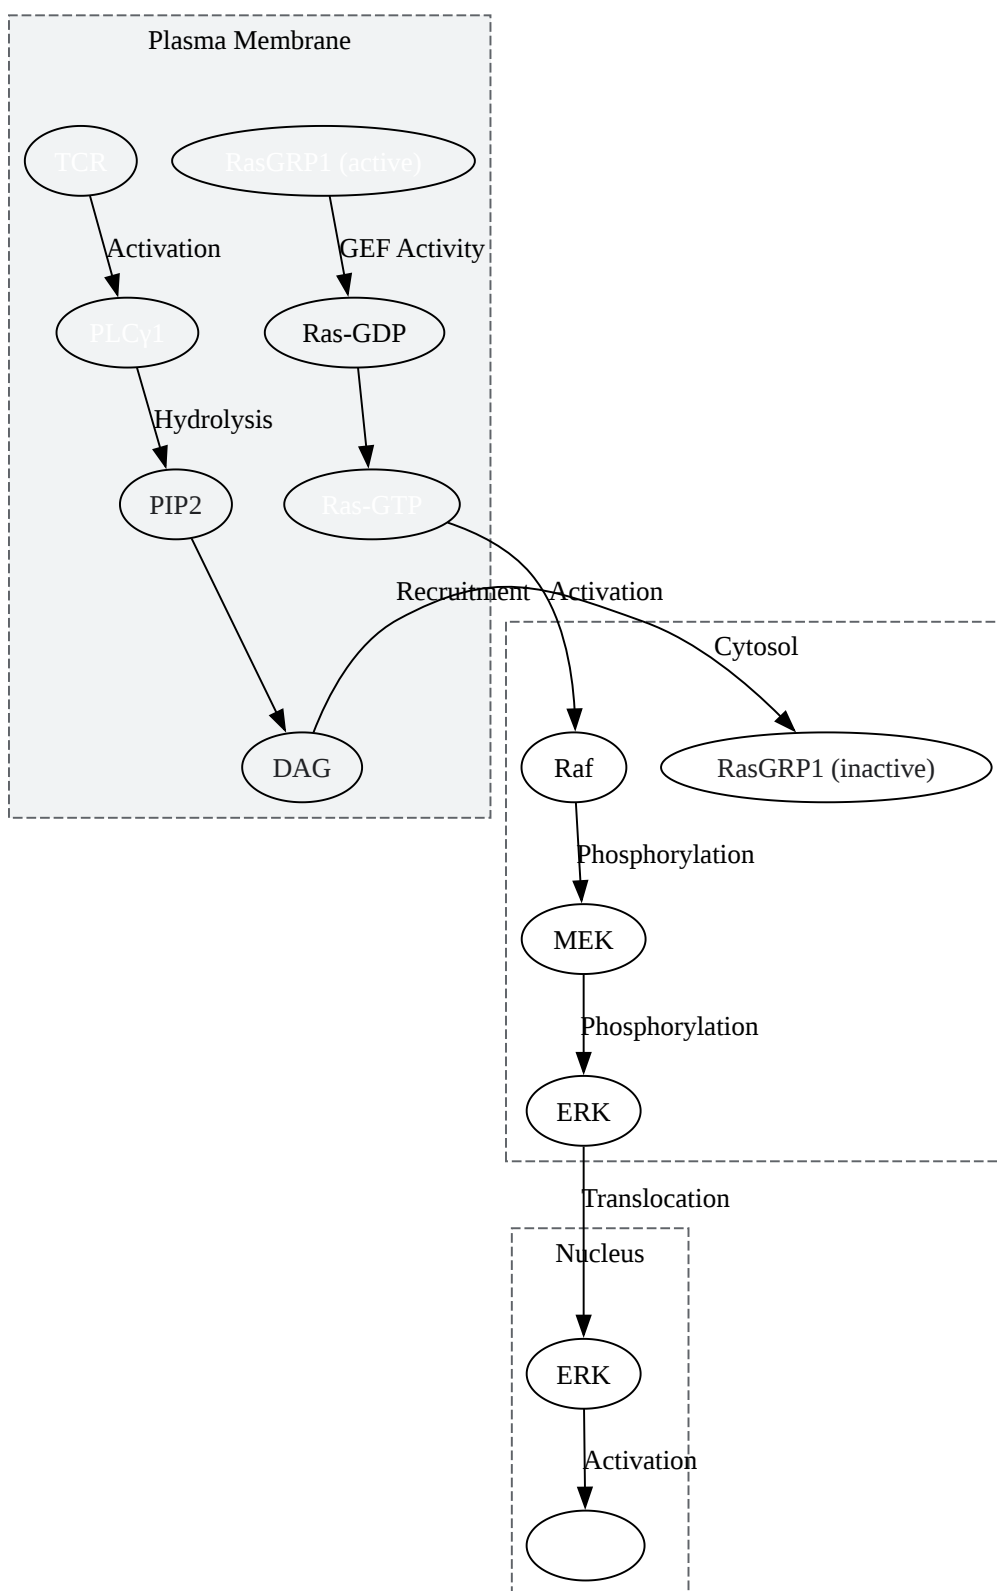 Plasma Membrane
TCR
RasGRP1 (active)
Activation
GEF Activity
PLCγ1
Ras-GDP
Hydrolysis
PIP2
Ras-GTP
Recruitment
Activation
Cytosol
DAG
Raf
RasGRP1 (inactive)
Phosphorylation
MEK
Phosphorylation
ERK
Translocation
Nucleus
ERK
Activation